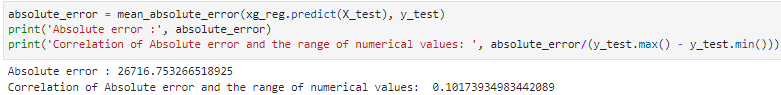 absolute_error = mean_absolute_error(xg_reg.predict(X_test), y_test)
print('Absolute error :', absolute_error)
print('Correlation of Absolute error and the range of numerical values: ', absolute_error/(y_test.max() - y_test.min()))
Absolute error : 26716.753266518925
Correlation of Absolute error and the range of numerical values:  0.10173934983442089